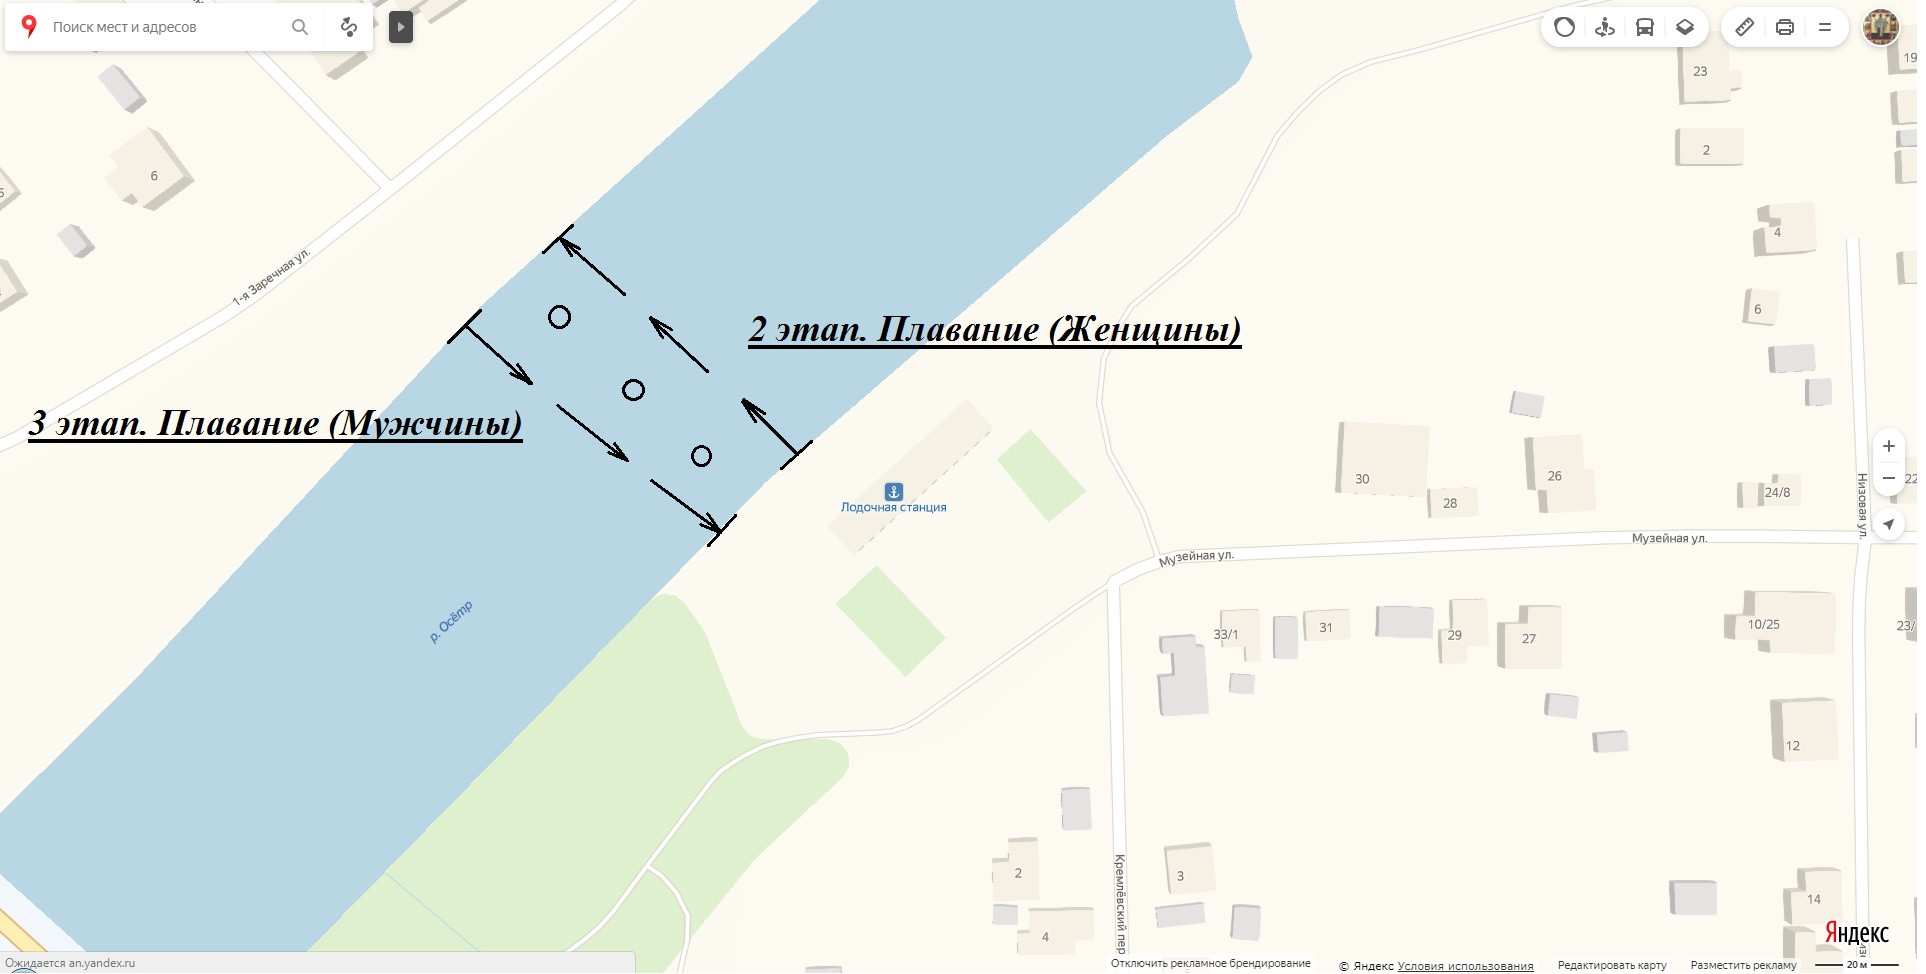 Поиск мест и адресов
23
19
2
6
5
4
1-я Заречная ул.
6
2 этап. Плавание (Женщины)
3 этап. Плавание (Мужчины)
30
28
26
24/8
22
Лодочная станция
Низовая ул.
Музейная ул.
Музейная ул.
р. Осётр
33/1
31
29
27
10/25
23/
12
2
3
4
14
Кремлёвский пер
Яндекс
Ожидается an.yandex.ru
Отключить рекламное брендирование
© Яндекс Условия использования
Редактировать карту
Разместить рекламу
20 м